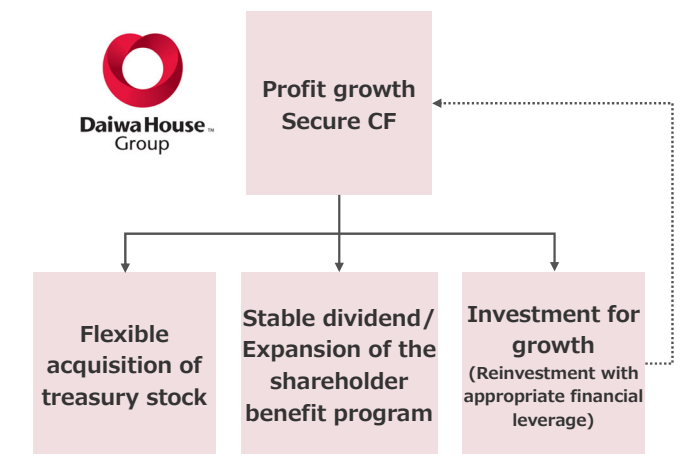 Daiwa House ™
Group
Profit growth
Secure CF
Flexible
acquisition of
treasury stock
Stable dividend/
Expansion of the
shareholder
benefit program
Investment for
growth
(Reinvestment with
appropriate financial
leverage)